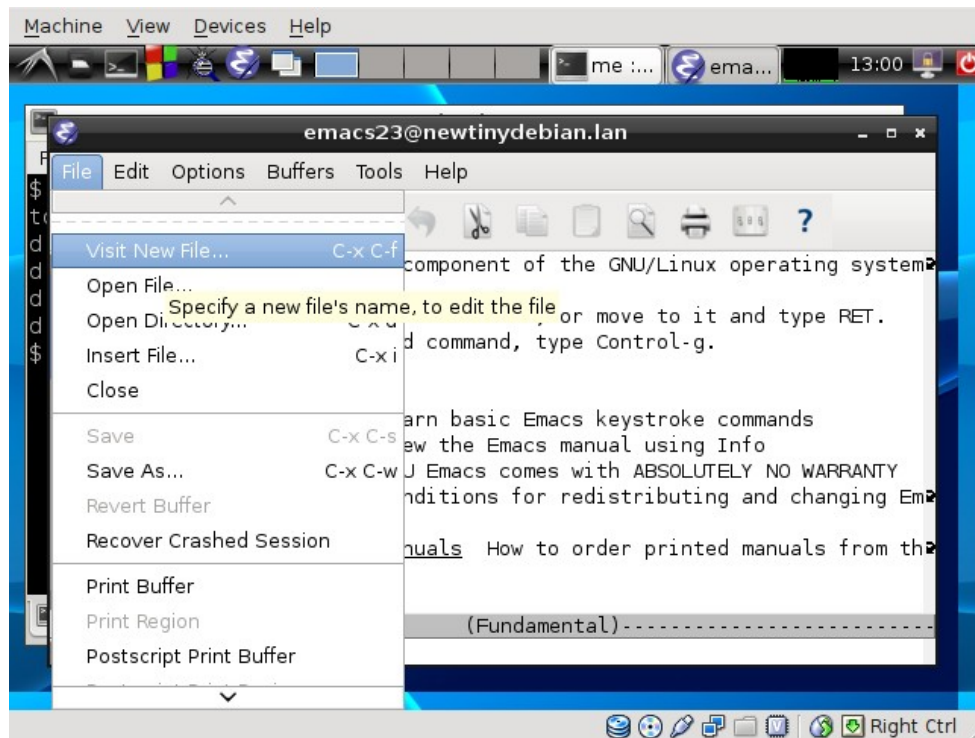 Machine View Devices Help
me :... ema... 13:00
emacs23@newtinydebian.lan
File Edit Options Buffers Tools Help
Visit New File... C-x C-f
Open File...
Specify a new file's name, to edit the file
Open Directory...
Insert File... C-x i
Close
Save C-x C-s
Save As... C-x C-w
Revert Buffer
Recover Crashed Session
Print Buffer
Print Region
Postscript Print Buffer
component of the GNU/Linux operating system
, or move to it and type RET.
d command, type Control-g.
arn basic Emacs keystroke commands
ew the Emacs manual using Info
U Emacs comes with ABSOLUTELY NO WARRANTY
nditions for redistributing and changing Em
nuals How to order printed manuals from th
(Fundamental)--------------------------
$
to
d
d
d
d
$
Right Ctrl